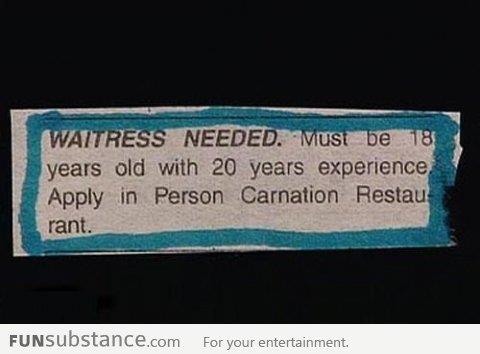 WAITRESS NEEDED. Must be 18
years old with 20 years experience.
Apply in Person Carnation Restau-
rant.
FUNsubstance.com For your entertainment.